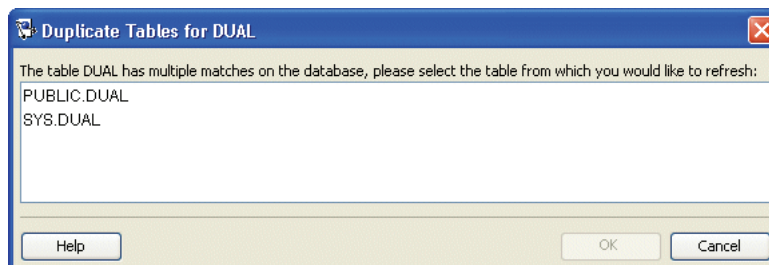 Duplicate Tables for DUAL
The table DUAL has multiple matches on the database, please select the table from which you would like to refresh:
PUBLIC.DUAL
SYS.DUAL
Help OK Cancel